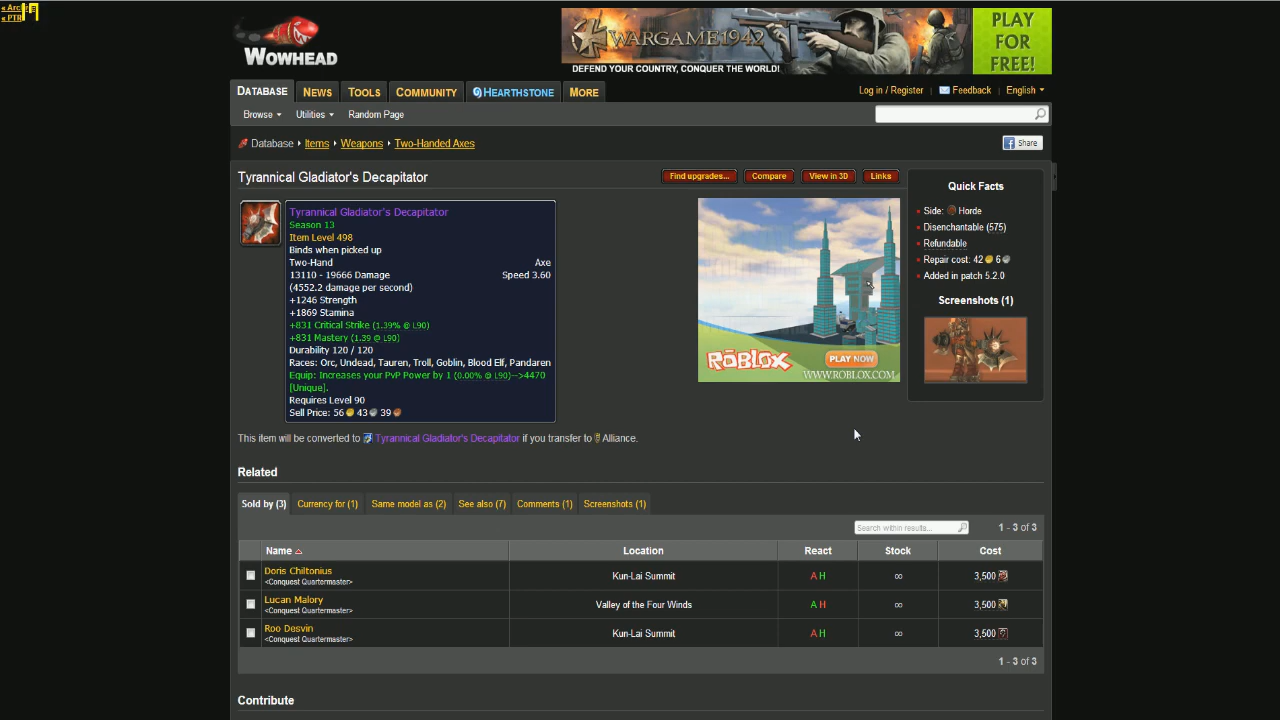 « Arc
« PTR
WOWHEAD
WARGAME1942
DEFEND YOUR COUNTRY, CONQUER THE WORLD!
PLAY
FOR
FREE!
DATABASE NEWS TOOLS COMMUNITY HEARTHSTONE MORE
Log in / Register Feedback English
Browse Utilities Random Page
Database Items Weapons Two-Handed Axes
Share
Tyrannical Gladiator's Decapitator
Find upgrades... Compare View in 3D Links
Tyrannical Gladiator's Decapitator
Season 13
Item Level 498
Binds when picked up
Two-Hand Axe
13110 - 19666 Damage Speed 3.60
(4552.2 damage per second)
+1246 Strength
+1869 Stamina
+831 Critical Strike (1.39% @ L90)
+831 Mastery (1.39 @ L90)
Durability 120 / 120
Races: Orc, Undead, Tauren, Troll, Goblin, Blood Elf, Pandaren
Equip: Increases your PvP Power by 1 (0.00% @ L90)-->4470
[Unique].
Requires Level 90
Sell Price: 56 43 39
ROBLOX PLAY NOW
WWW.ROBLOX.COM
Quick Facts
Side: Horde
Disenchantable (575)
Refundable
Repair cost: 42 6
Added in patch 5.2.0
Screenshots (1)
This item will be converted to Tyrannical Gladiator's Decapitator if you transfer to Alliance.
Related
Sold by (3) Currency for (1) Same model as (2) See also (7) Comments (1) Screenshots (1)
Search within results... 1 - 3 of 3
Name Location React Stock Cost
Doris Chiltonius
<Conquest Quartermaster>
Kun-Lai Summit A H ∞ 3,500
Lucan Malory
<Conquest Quartermaster>
Valley of the Four Winds A H ∞ 3,500
Roo Desvin
<Conquest Quartermaster>
Kun-Lai Summit A H ∞ 3,500
1 - 3 of 3
Contribute